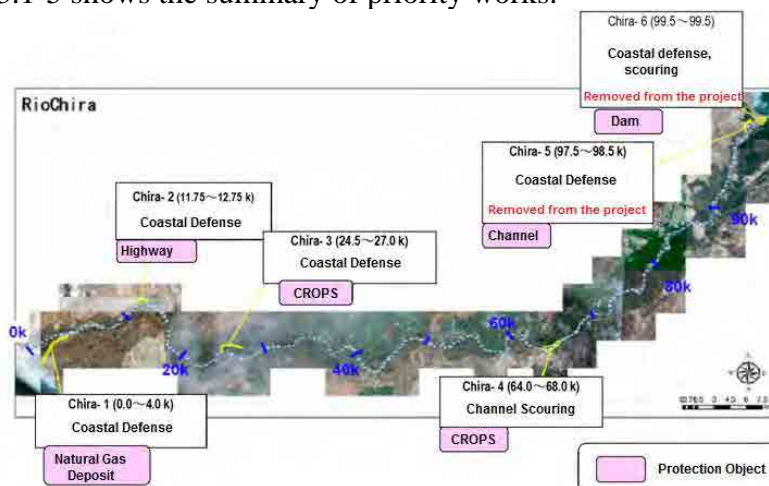 3.1-3 shows the summary of priority works.
Chira- 6 (99.5～99.5)
Coastal defense,
scouring
Removed from the project
Dam
RioChira
Chira- 5 (97.5～98.5 k)
Coastal Defense
Removed from the project
Channel
Chira- 2 (11.75～12.75 k)
Coastal Defense
Highway
Chira- 3 (24.5～27.0 k)
Coastal Defense
CROPS
90k
80k
60k
0k
20k
40k
Chira- 1 (0.0～4.0 k)
Coastal Defense
Natural Gas
Deposit
Chira- 4 (64.0～68.0 k)
Channel Scouring
CROPS
Protection Object